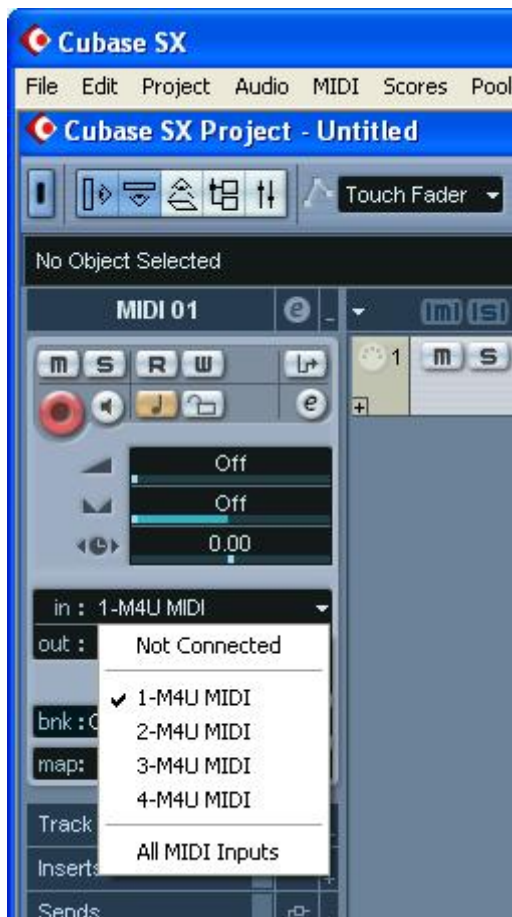 Cubase SX
File Edit Project Audio MIDI Scores Pool
Cubase SX Project - Untitled
Touch Fader
No Object Selected
MIDI 01 e -
m S R W
e
1 m S
Off
Off
0.00
in : 1-M4U MIDI
out :
Not Connected
1-M4U MIDI
bnk :
2-M4U MIDI
map:
3-M4U MIDI
4-M4U MIDI
Track
All MIDI Inputs
Inserts
Sends